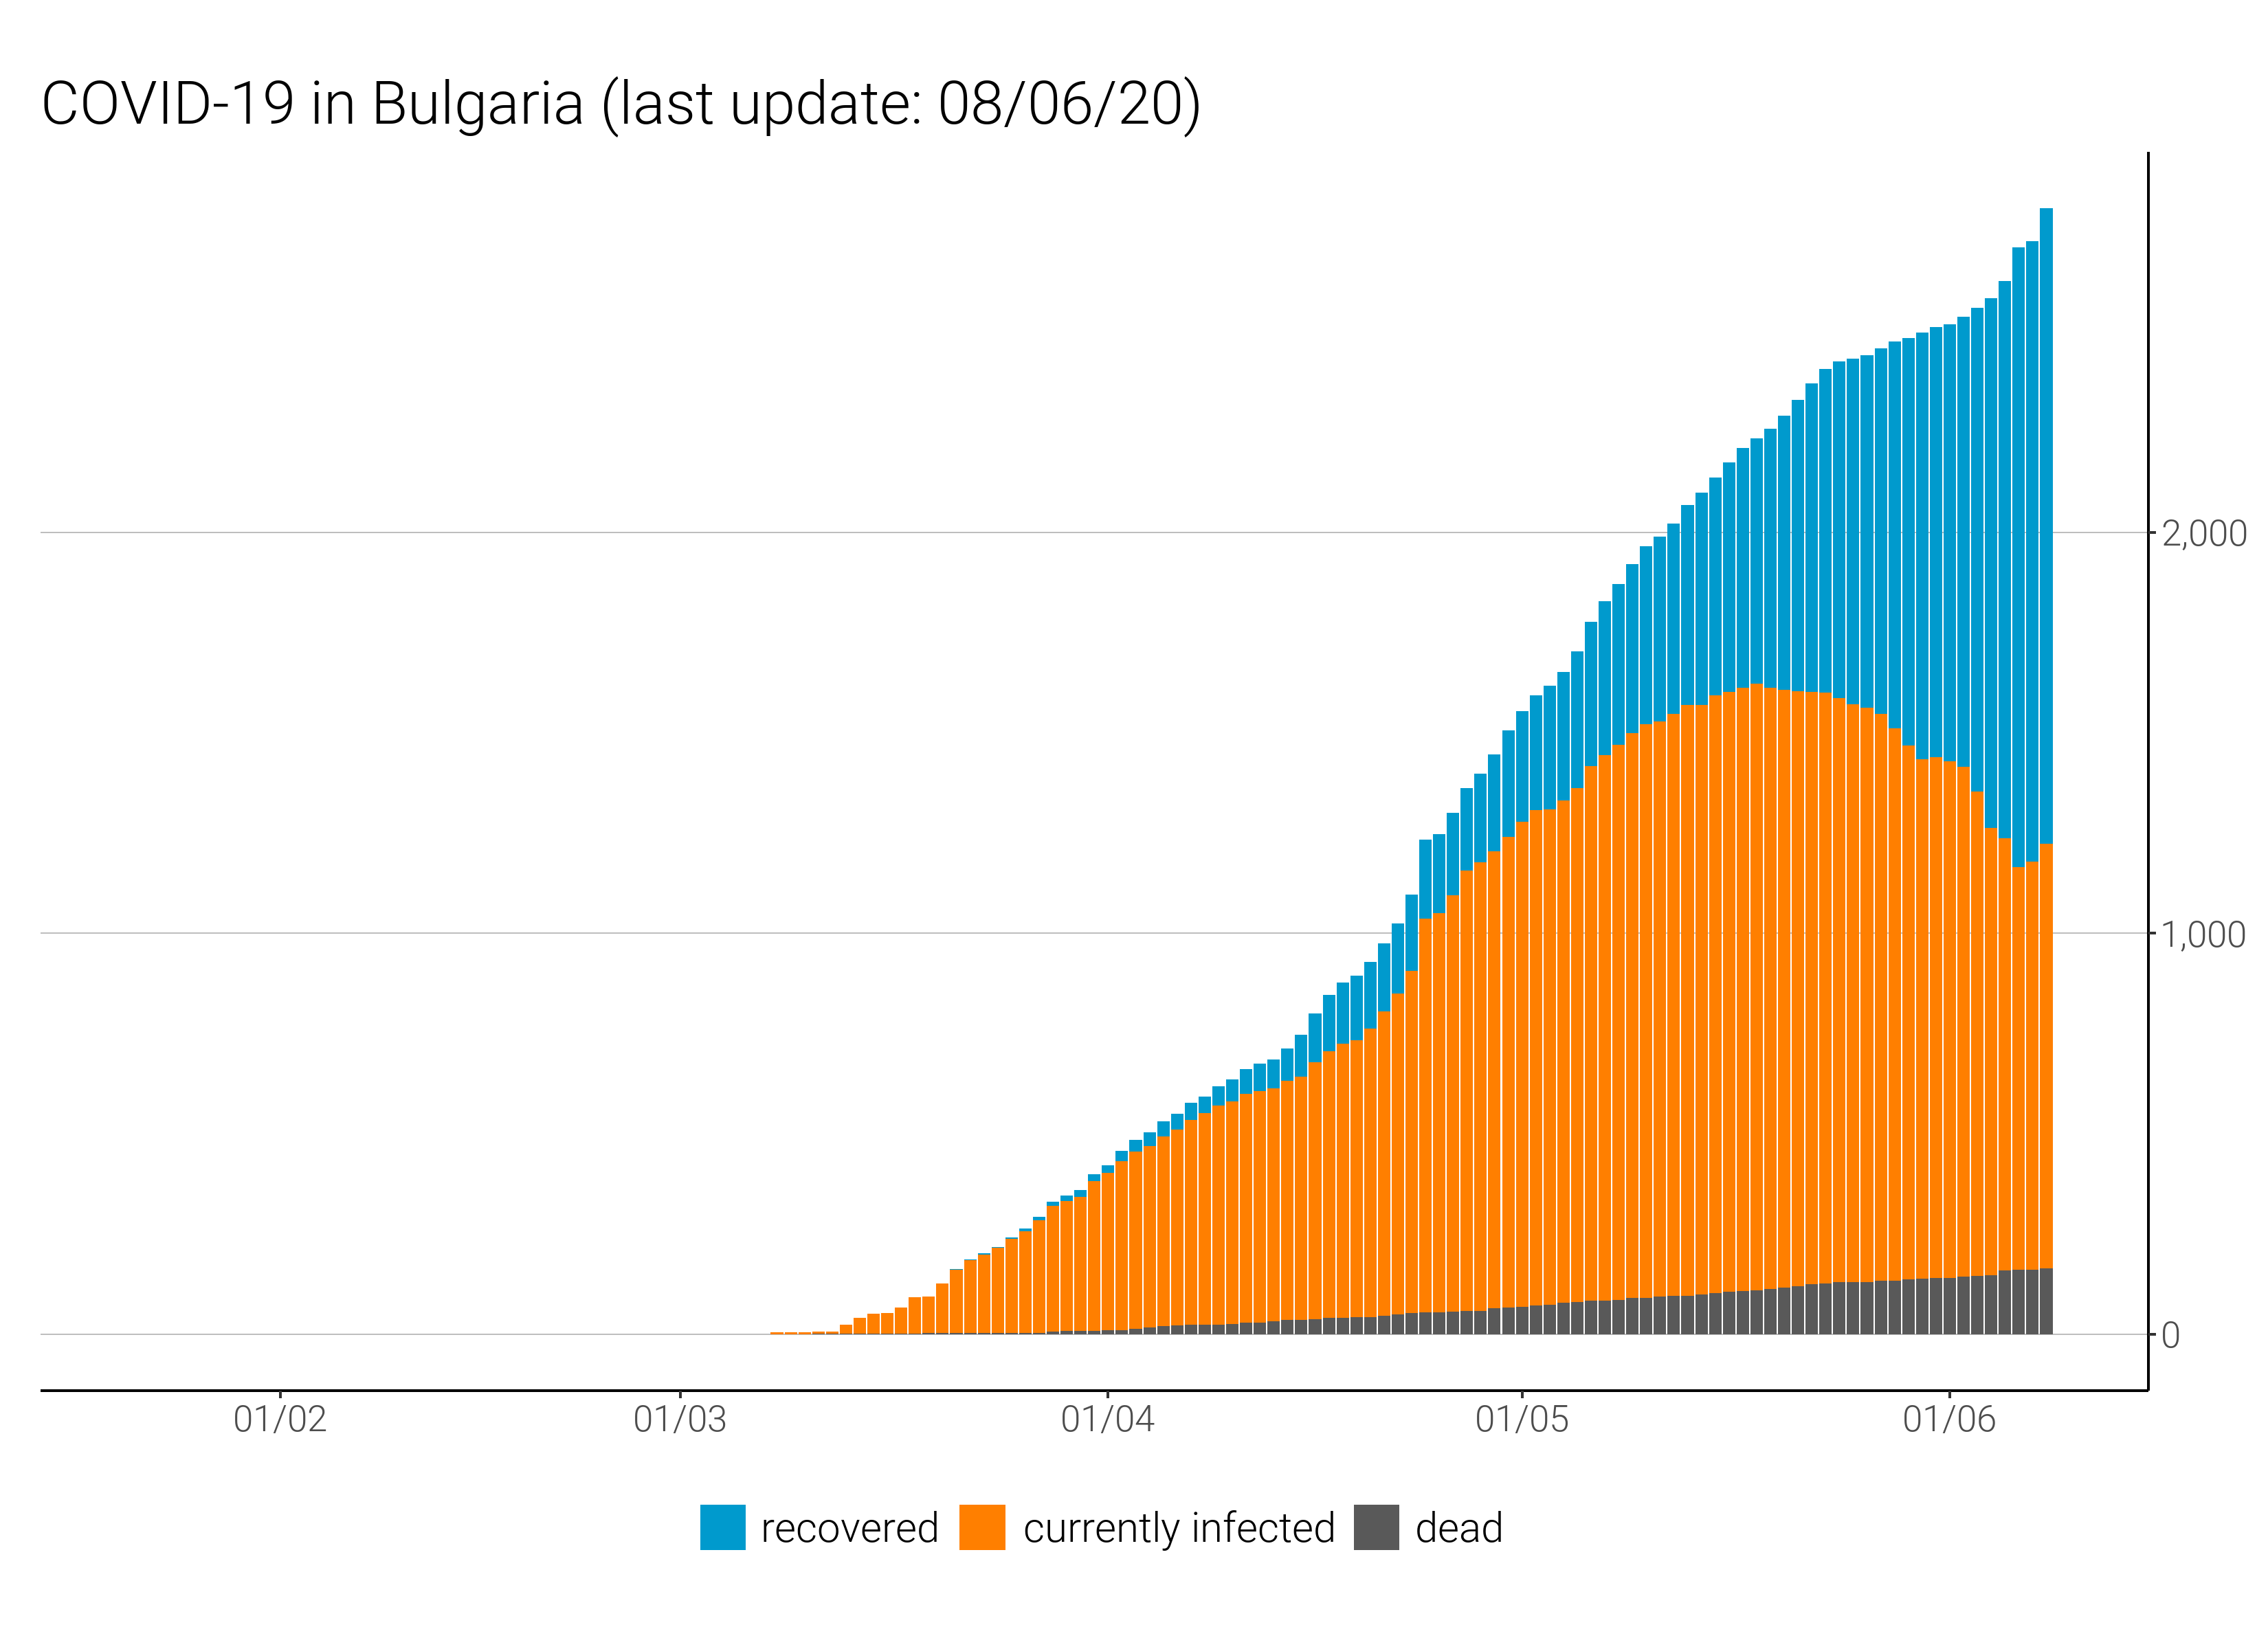 COVID-19 in Bulgaria (last update: 08/06/20)
2,000
1,000
0
01/02 01/03 01/04 01/05 01/06
recovered currently infected dead